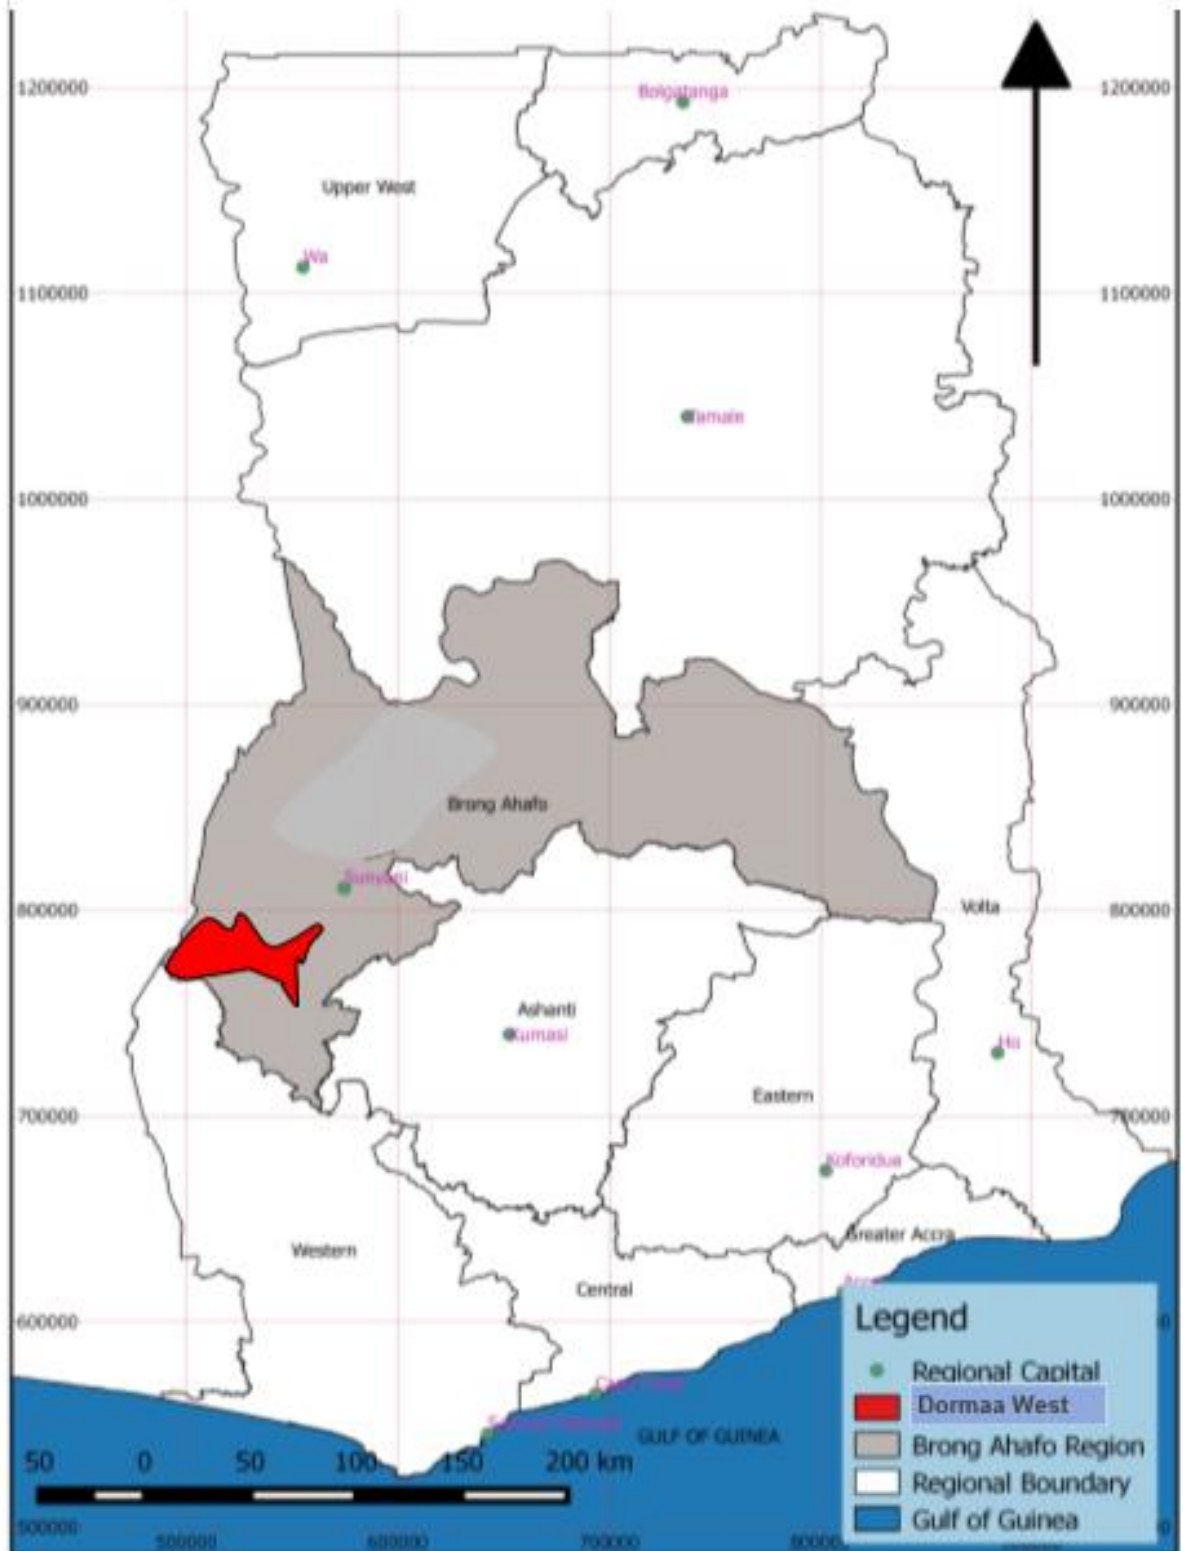 1200000
Bolgatanga
1200000
Upper West
Wa
1100000
1100000
Tamale
1000000
1000000
900000
900000
Brong Ahafo
Sunyani
800000
Volta
800000
Ashanti
Kumasi
Ho
Eastern
700000
700000
Koforidua
Greater Accra
Western
Central
600000
Legend
Regional Capital
Dormaa West
Brong Ahafo Region
Regional Boundary
Gulf of Guinea
GULF OF GUINEA
50 0 50 100 150 200 km
500000
500000 600000 700000